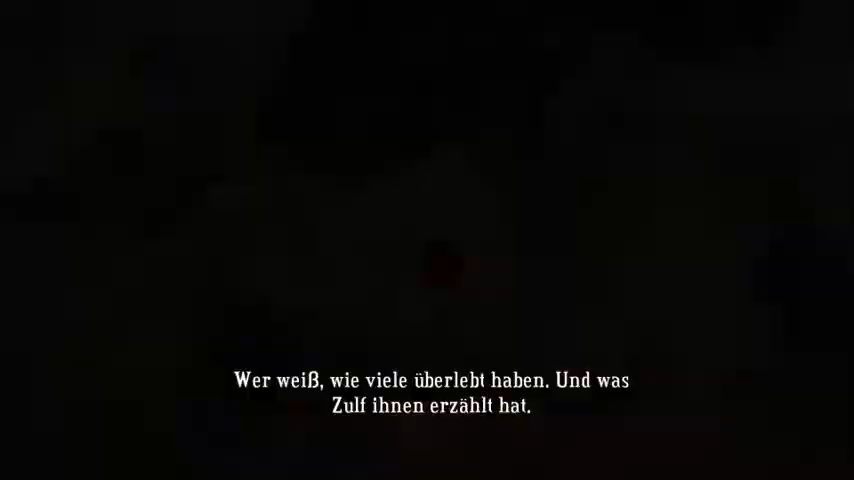 Wer weiß, wie viele überlebt haben. Und was
Zulf ihnen erzählt hat.